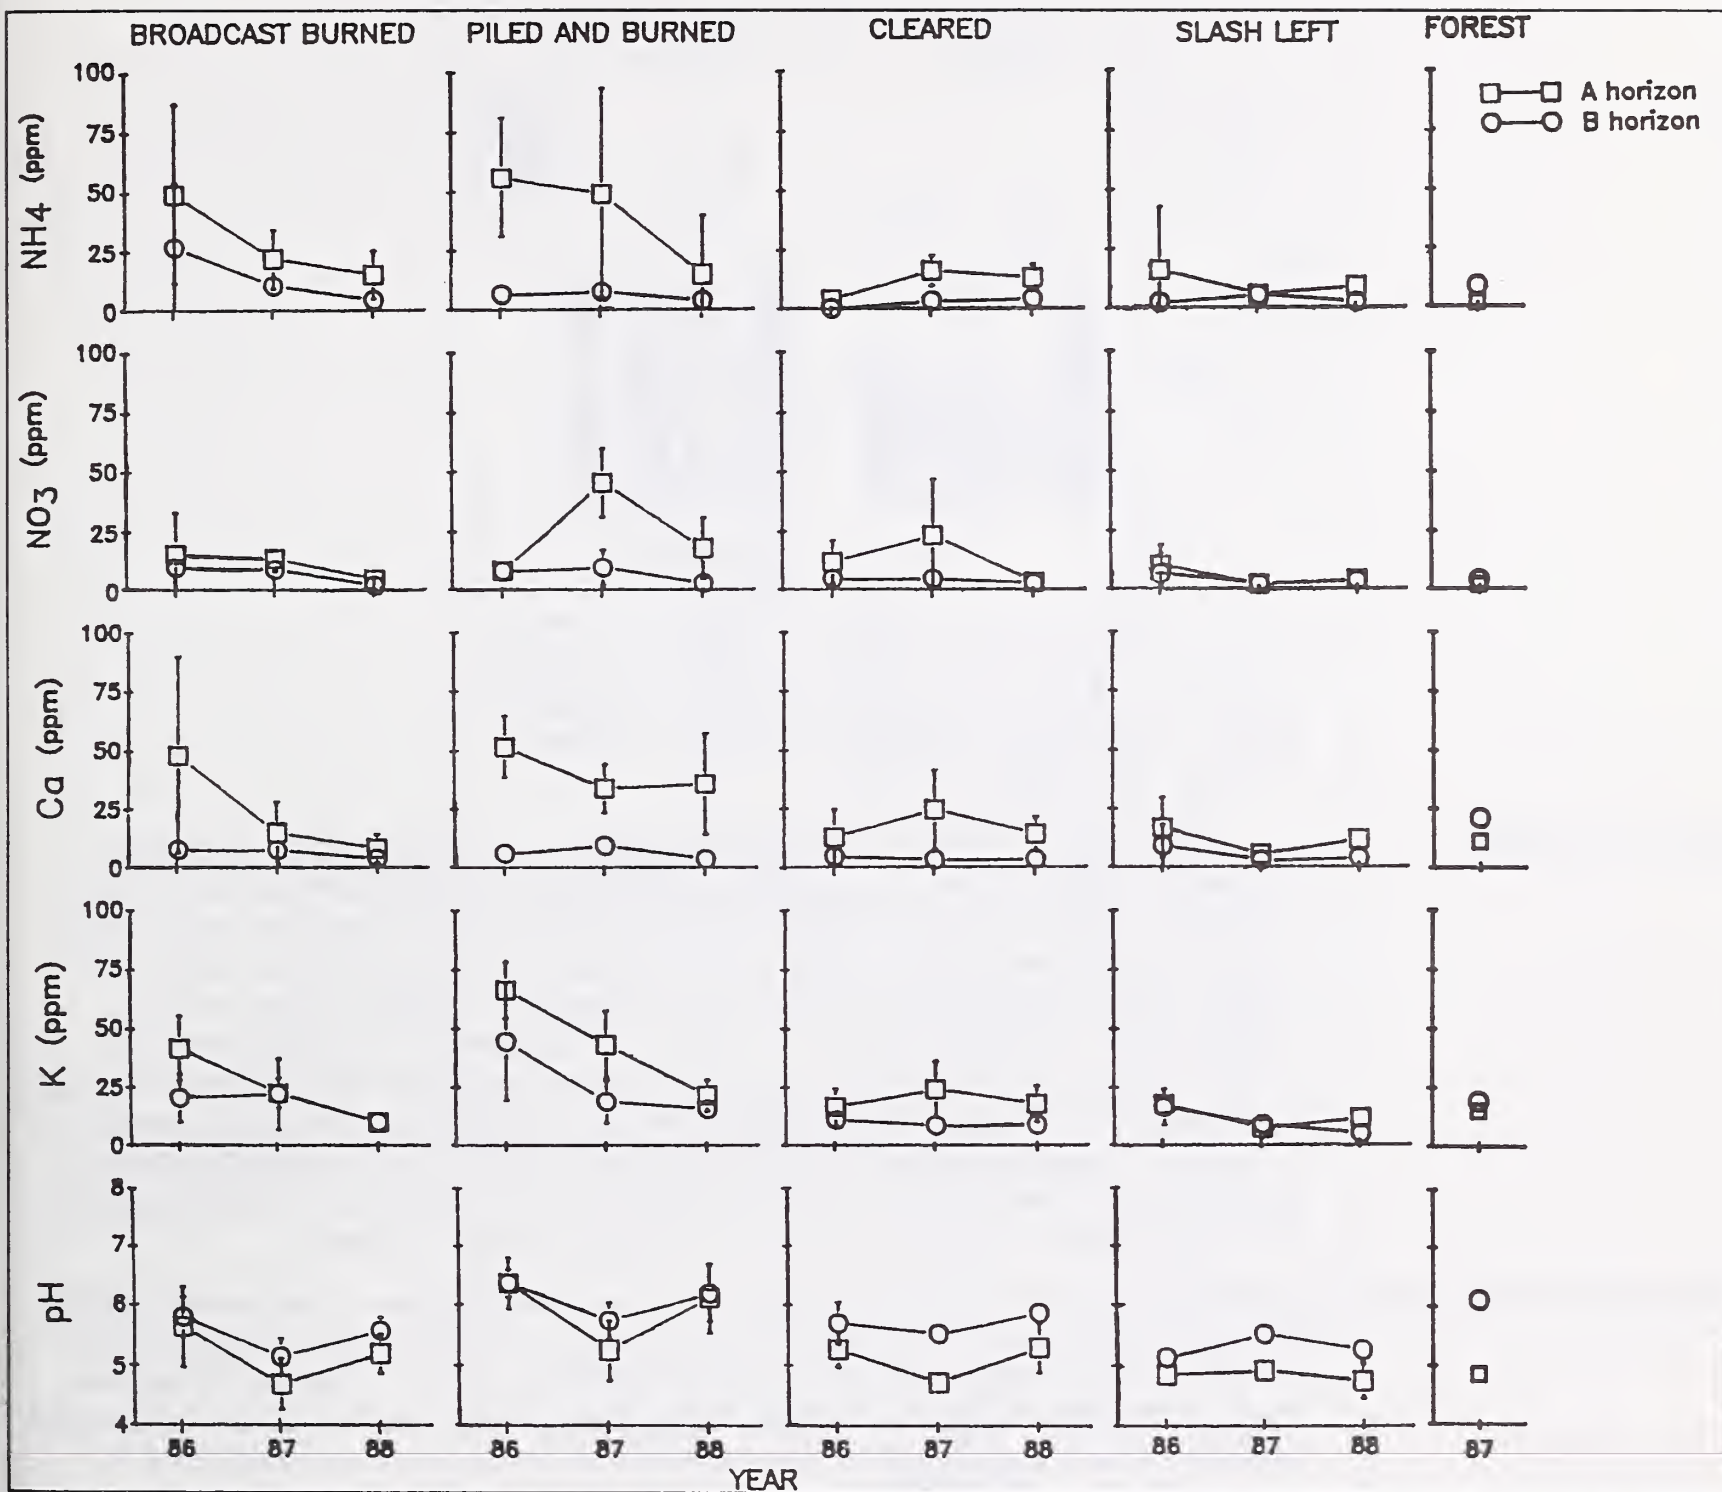 BROADCAST BURNED PILED AND BURNED CLEARED SLASH LEFT FOREST
A horizon
B horizon
NH4 (ppm)
100
75
50
25
0
NO3 (ppm)
100
75
50
25
0
Ca (ppm)
100
75
50
25
0
K (ppm)
100
75
50
25
0
pH
8
7
6
5
4
86 87 88 86 87 88 86 87 88 86 87 88 87
YEAR